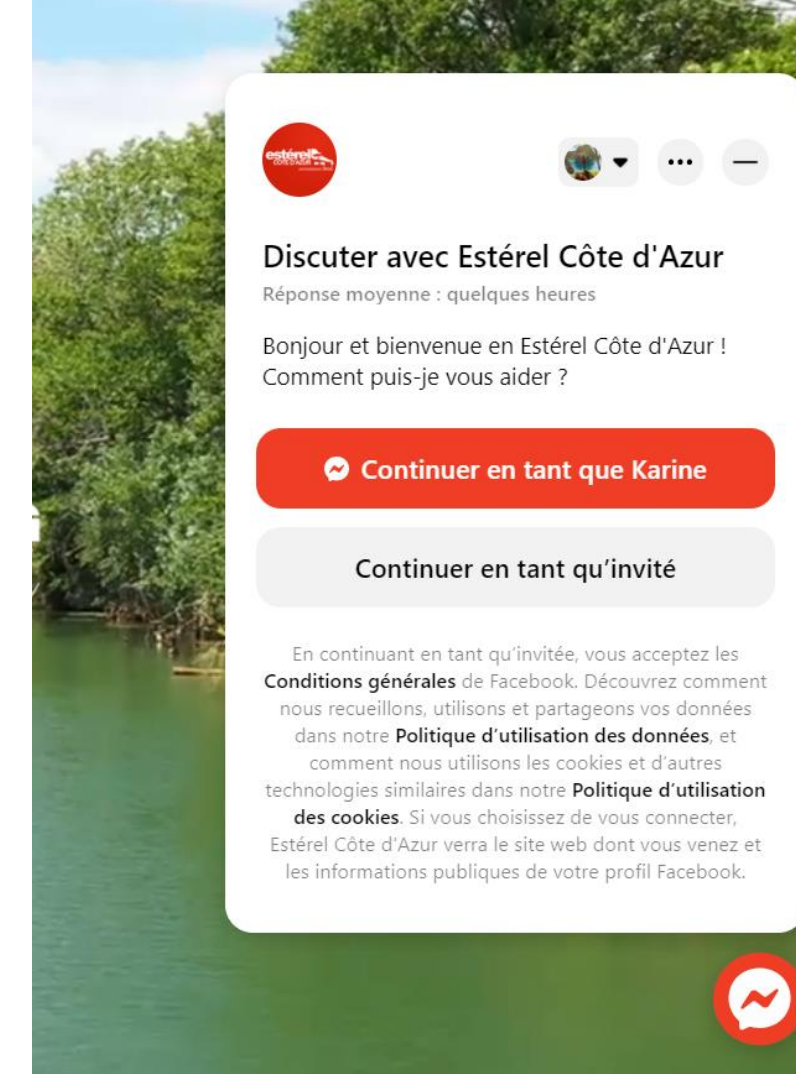 estérel
CÔTE D'AZUR
Discuter avec Estérel Côte d'Azur
Réponse moyenne : quelques heures
Bonjour et bienvenue en Estérel Côte d'Azur !
Comment puis-je vous aider ?
Continuer en tant que Karine
Continuer en tant qu’invité
En continuant en tant qu’invitée, vous acceptez les
Conditions générales de Facebook. Découvrez comment
nous recueillons, utilisons et partageons vos données
dans notre Politique d’utilisation des données, et
comment nous utilisons les cookies et d’autres
technologies similaires dans notre Politique d’utilisation
des cookies. Si vous choisissez de vous connecter,
Estérel Côte d’Azur verra le site web dont vous venez et
les informations publiques de votre profil Facebook.